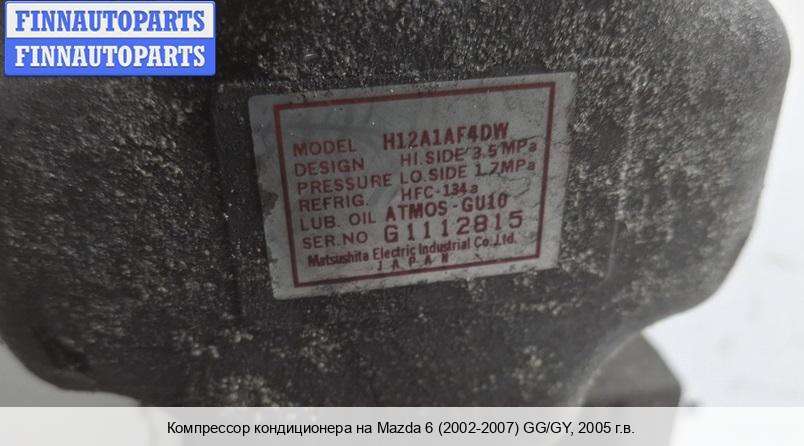 FINNAUTOPARTS
FINNAUTOPARTS
MODEL H12A1AF4DW
DESIGN HI.SIDE 3.5MPa
PRESSURE LO.SIDE 1.7MPa
REFRIG. HFC-134a
LUB. OIL ATMOS-GU10
SER.NO G1112815
Matsushita Electric Industrial Co.,Ltd.
JAPAN
Компрессор кондиционера на Mazda 6 (2002-2007) GG/GY, 2005 г.в.